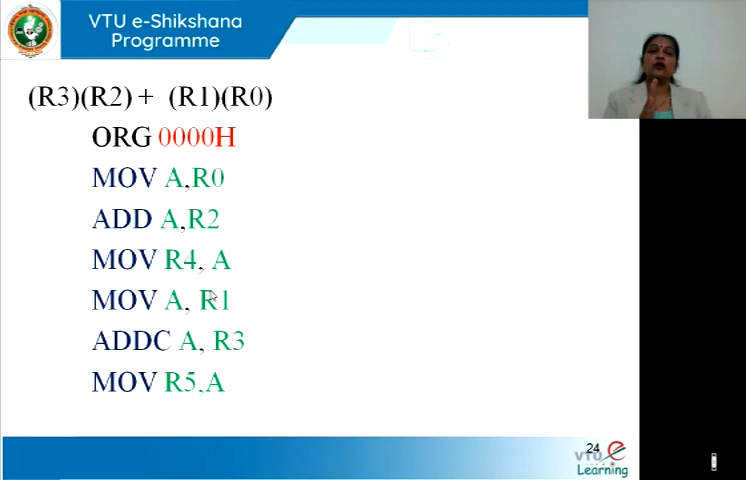 VTU e-Shikshana
Programme
(R3)(R2) + (R1)(R0)
ORG 0000H
MOV A,R0
ADD A,R2
MOV R4, A
MOV A, R1
ADDC A, R3
MOV R5,A
24
VTU e
Learning